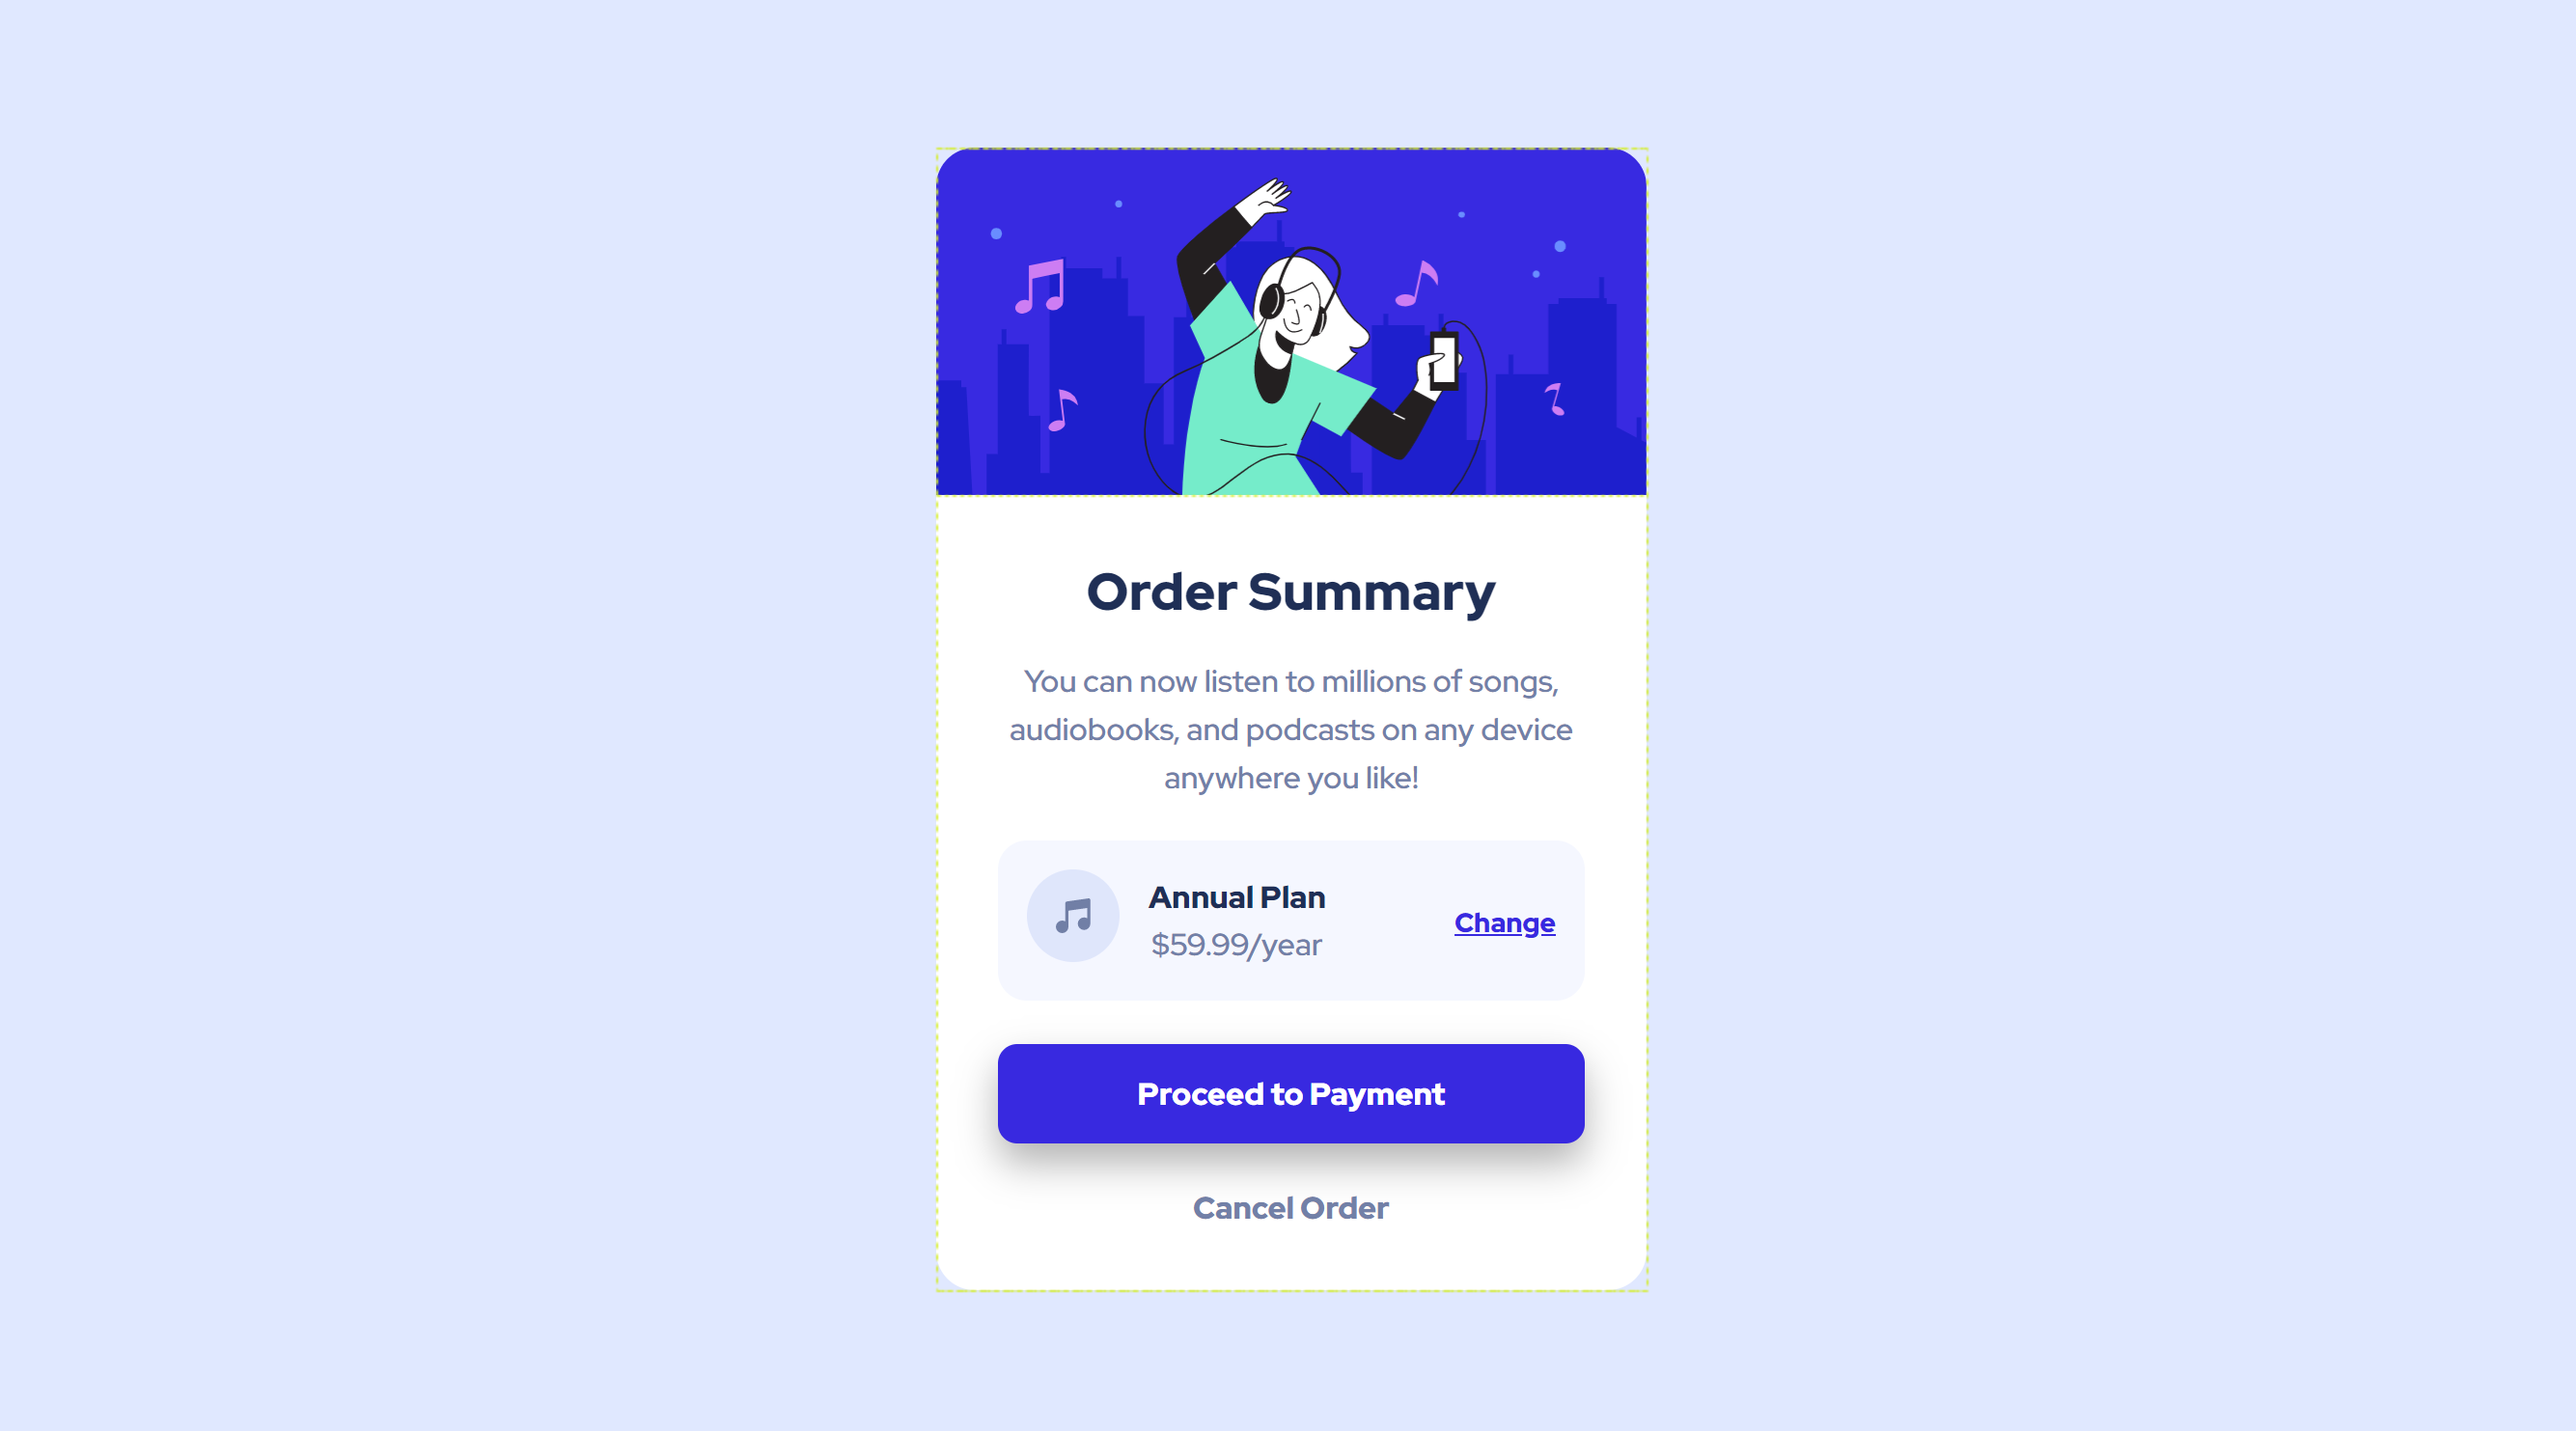 Order Summary
You can now listen to millions of songs,
audiobooks, and podcasts on any device
anywhere you like!
Annual Plan
$59.99/year
Change
Proceed to Payment
Cancel Order